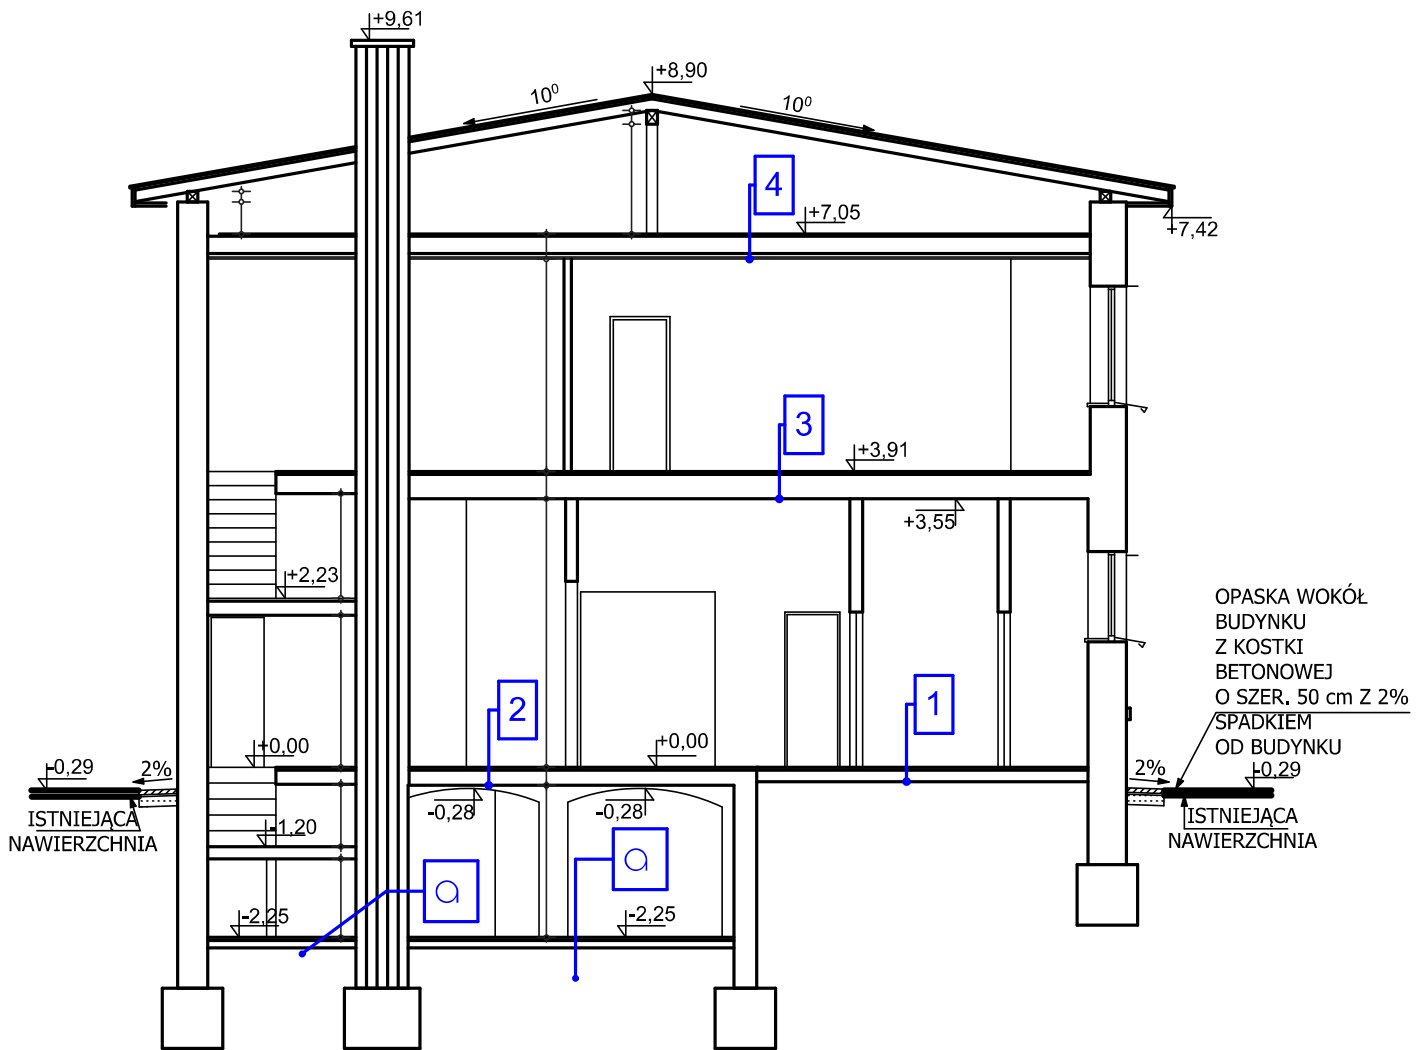 +9,61
+8,90
10⁰
10⁰
4
+7,05
+7,42
3
+3,91
+3,55
+2,23
OPASKA WOKÓŁ
BUDYNKU
Z KOSTKI
BETONOWEJ
O SZER. 50 cm Z 2%
SPADKIEM
OD BUDYNKU
2
1
+0,00
+0,00
-0,29
2%
2%
-0,29
ISTNIEJĄCA
NAWIERZCHNIA
-0,28
-0,28
ISTNIEJĄCA
NAWIERZCHNIA
-1,20
a
a
-2,25
-2,25